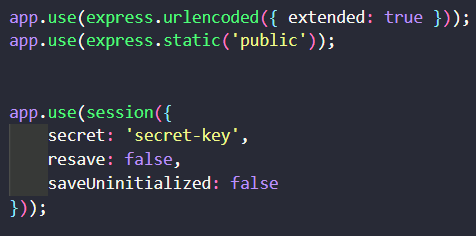 app.use(express.urlencoded({ extended: true }));
app.use(express.static('public'));
app.use(session({
    secret: 'secret-key',
    resave: false,
    saveUninitialized: false
}));